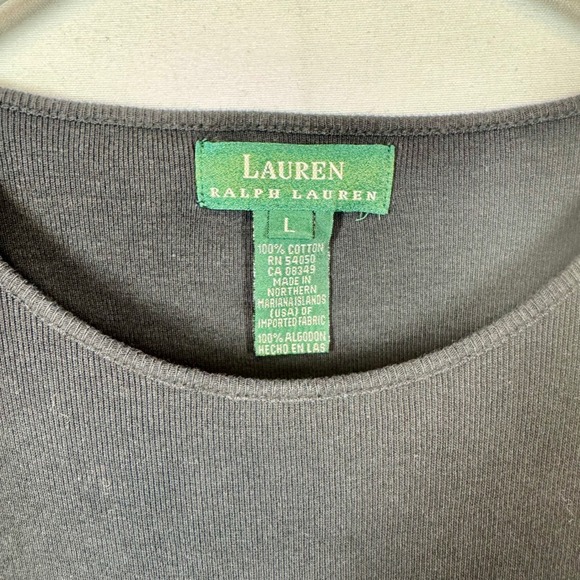 LAUREN
RALPH LAUREN
L
100% COTTON
RN 54050
CA 08349
MADE IN
NORTHERN
MARIANA ISLANDS
(USA) OF
IMPORTED FABRIC
100% ALGODON
HECHO EN LAS